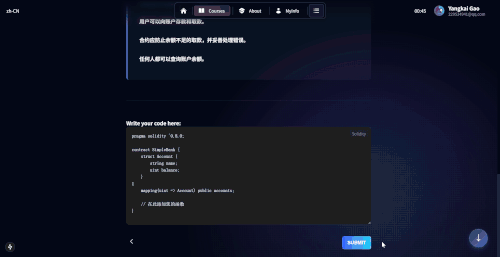 zh-CN
Courses
About
MyInfo
00:45
Yangkai Gao
用户可以向账户存款和取款。
合约应防止余额不足的取款，并妥善处理错误。
任何人都可以查询账户余额。
Write your code here:
Solidity
pragma solidity ^0.8.0;
contract SimpleBank {
struct Account {
string name;
uint balance;
}
mapping(uint => Account) public accounts;
// 在此添加您的函数
}
SUBMIT